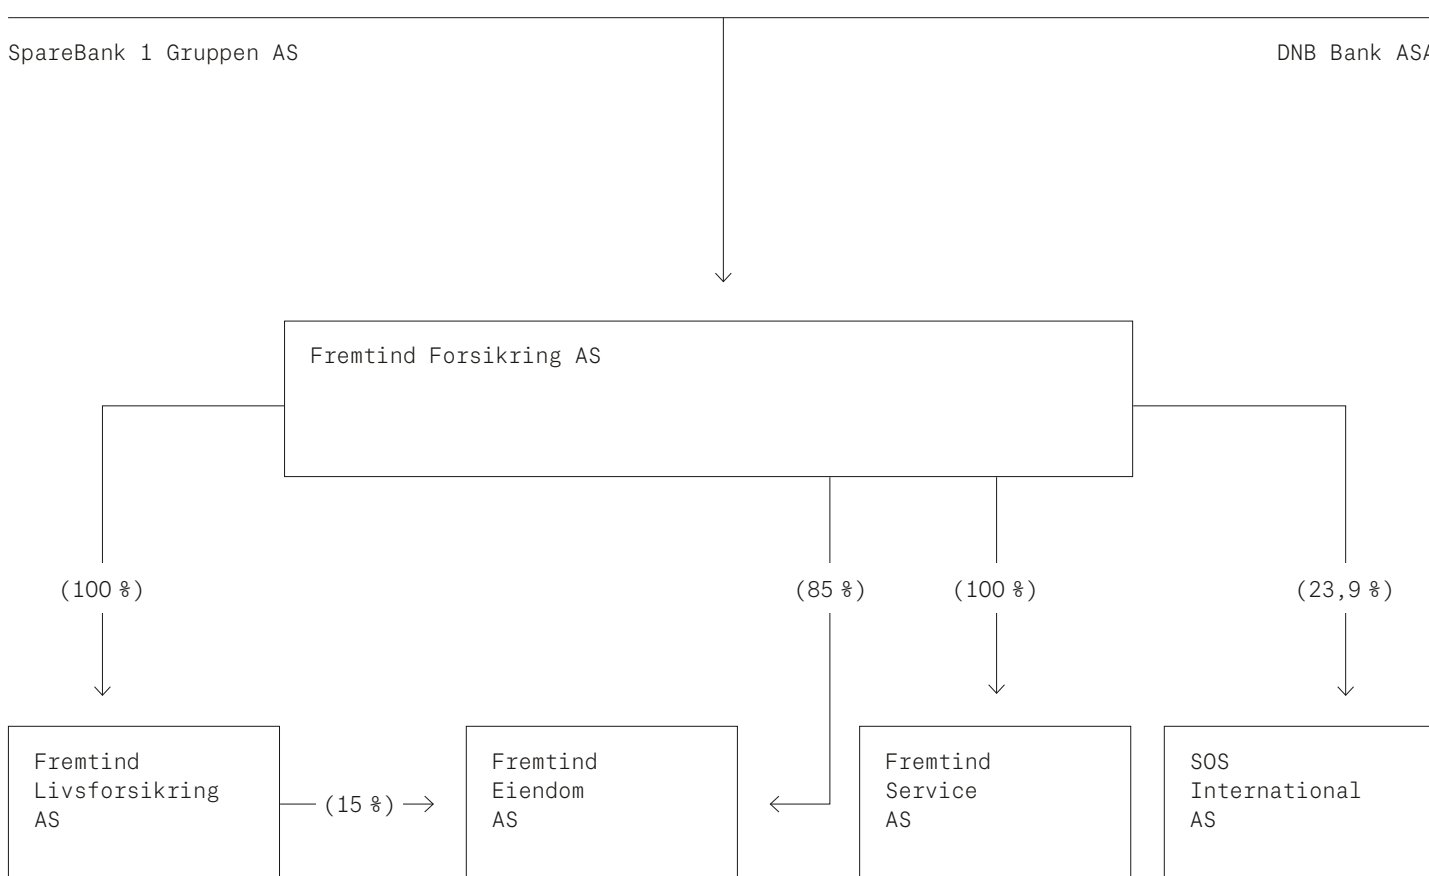 SpareBank 1 Gruppen AS
DNB Bank ASA
Fremtind Forsikring AS
(100 %)
(85 %)
(100 %)
(23,9 %)
Fremtind
Livsforsikring
AS
(15 %)
Fremtind
Eiendom
AS
Fremtind
Service
AS
SOS
International
AS